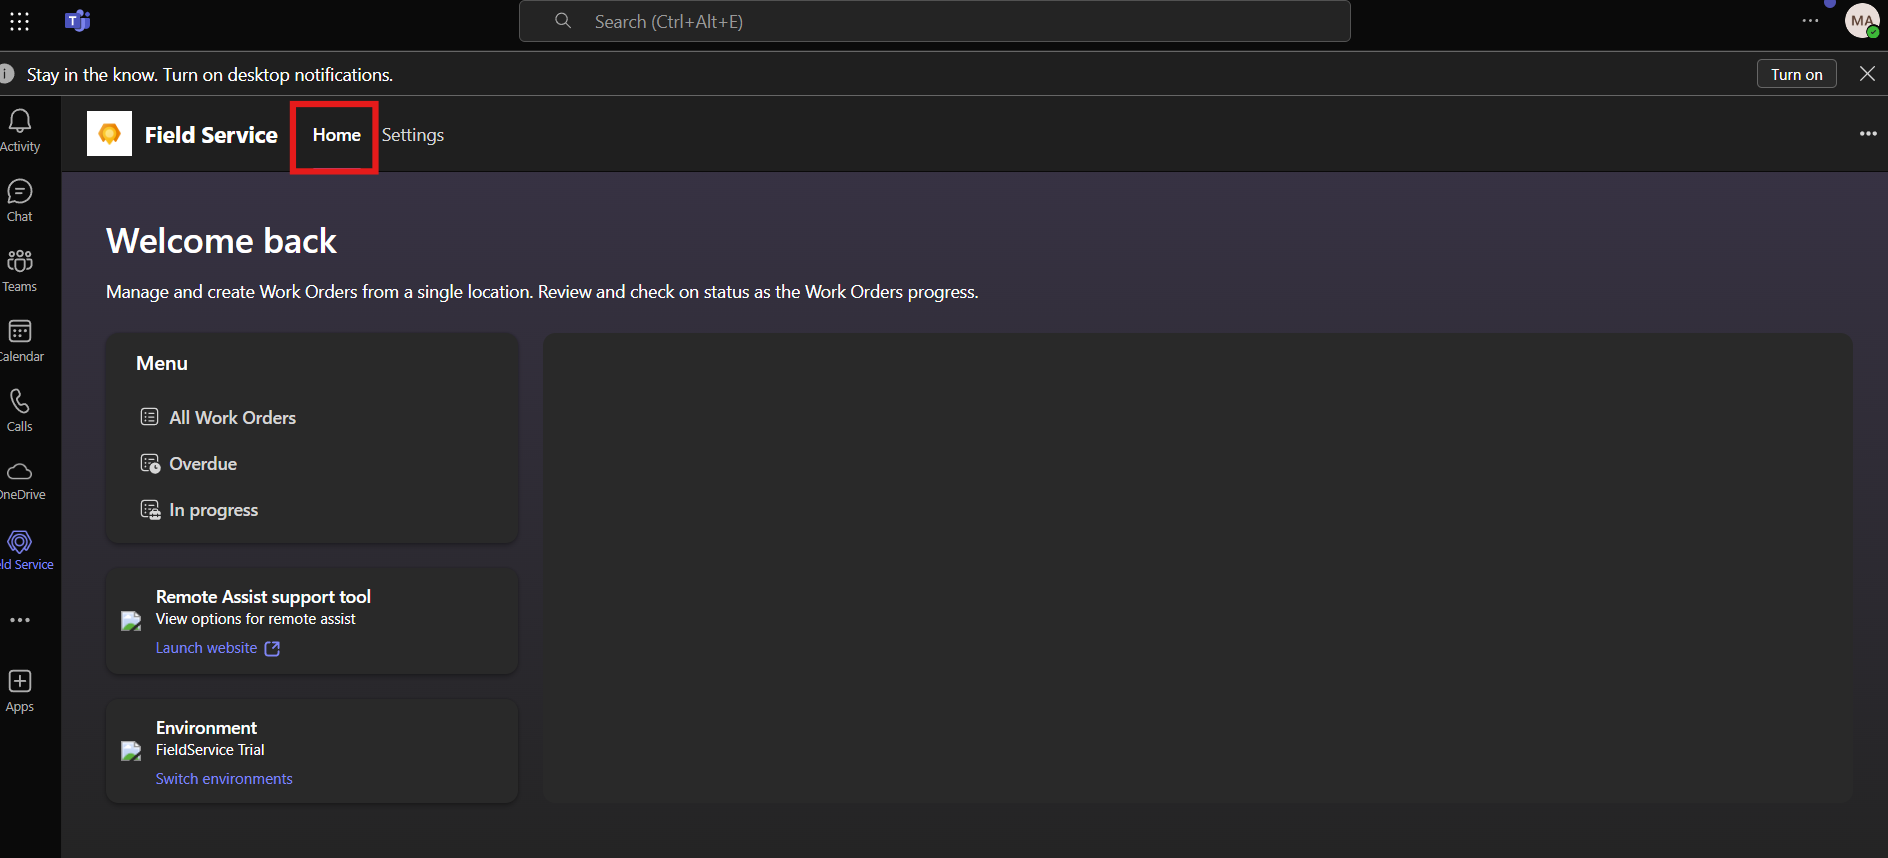 Search (Ctrl+Alt+E)
MA
Stay in the know. Turn on desktop notifications.
Turn on
Activity
Chat
Teams
Calendar
Calls
OneDrive
ld Service
Apps
Field Service
Home
Settings
Welcome back
Manage and create Work Orders from a single location. Review and check on status as the Work Orders progress.
Menu
All Work Orders
Overdue
In progress
Remote Assist support tool
View options for remote assist
Launch website
Environment
FieldService Trial
Switch environments